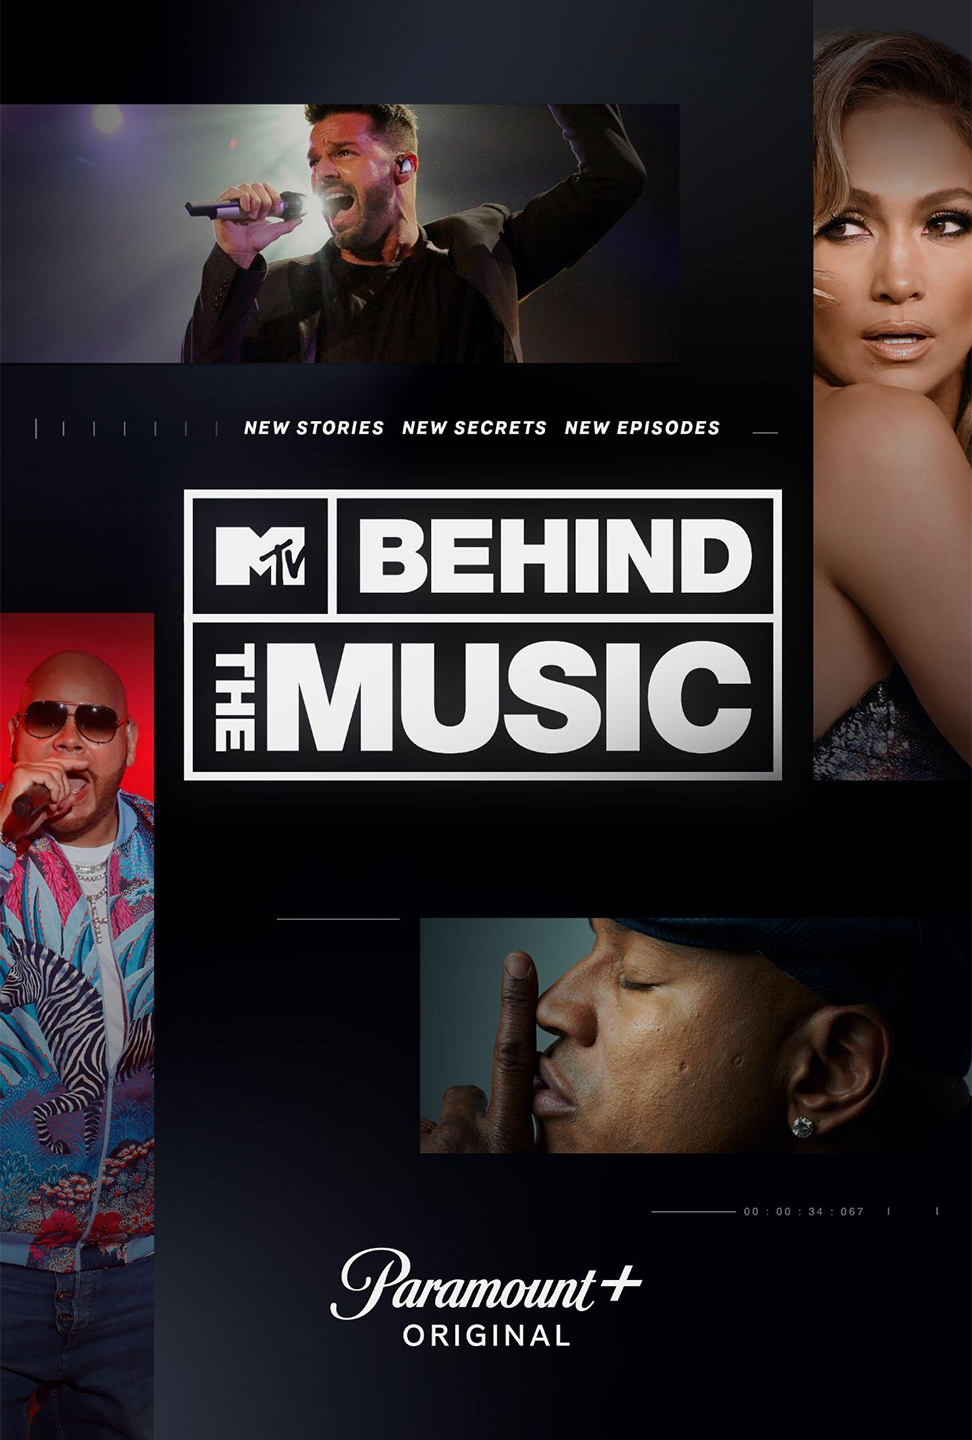 NEW STORIES NEW SECRETS NEW EPISODES
MTV BEHIND
THE MUSIC
00 : 00 : 34 : 067
Paramount+
ORIGINAL